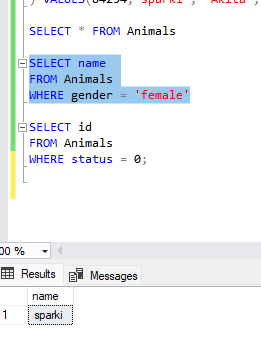 ) VALUES(84254,'sparki', 'Akita',
SELECT * FROM Animals
SELECT name
FROM Animals
WHERE gender = 'female'
SELECT id
FROM Animals
WHERE status = 0;
00 %
Results Messages
name
1 sparki